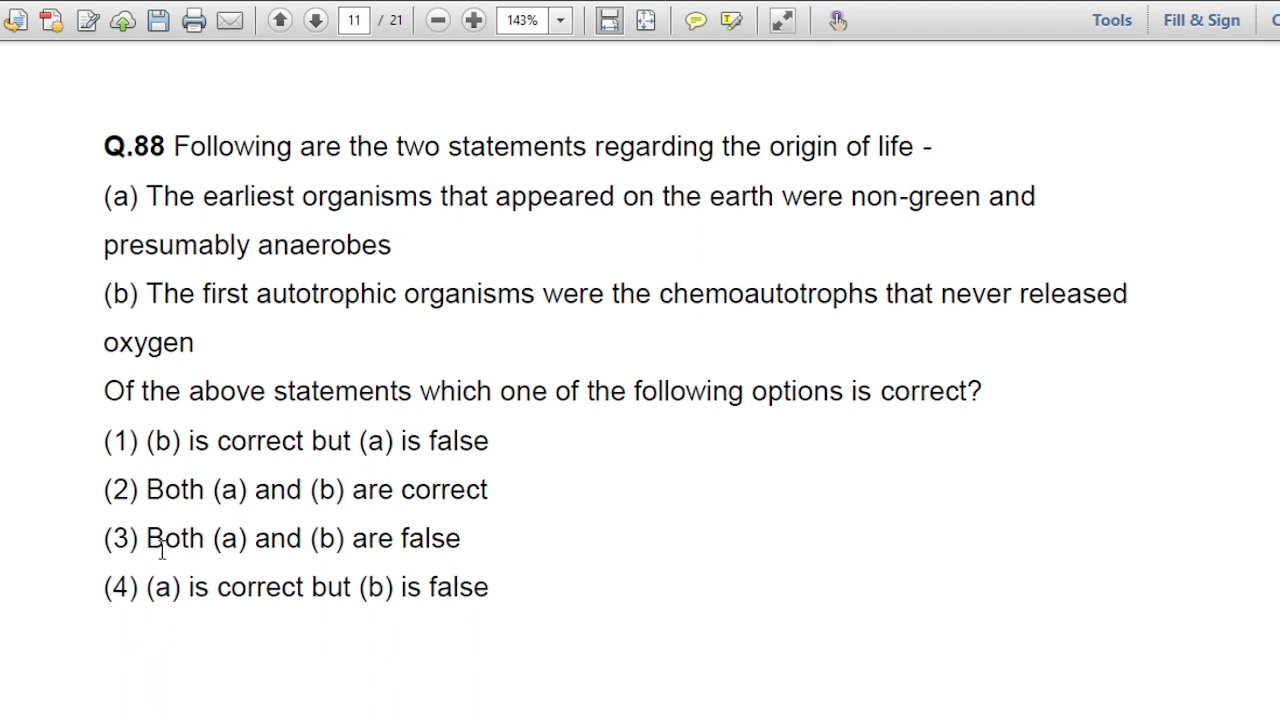 11 / 21 143% Tools Fill & Sign
Q.88 Following are the two statements regarding the origin of life -
(a) The earliest organisms that appeared on the earth were non-green and
presumably anaerobes
(b) The first autotrophic organisms were the chemoautotrophs that never released
oxygen
Of the above statements which one of the following options is correct?
(1) (b) is correct but (a) is false
(2) Both (a) and (b) are correct
(3) Both (a) and (b) are false
(4) (a) is correct but (b) is false